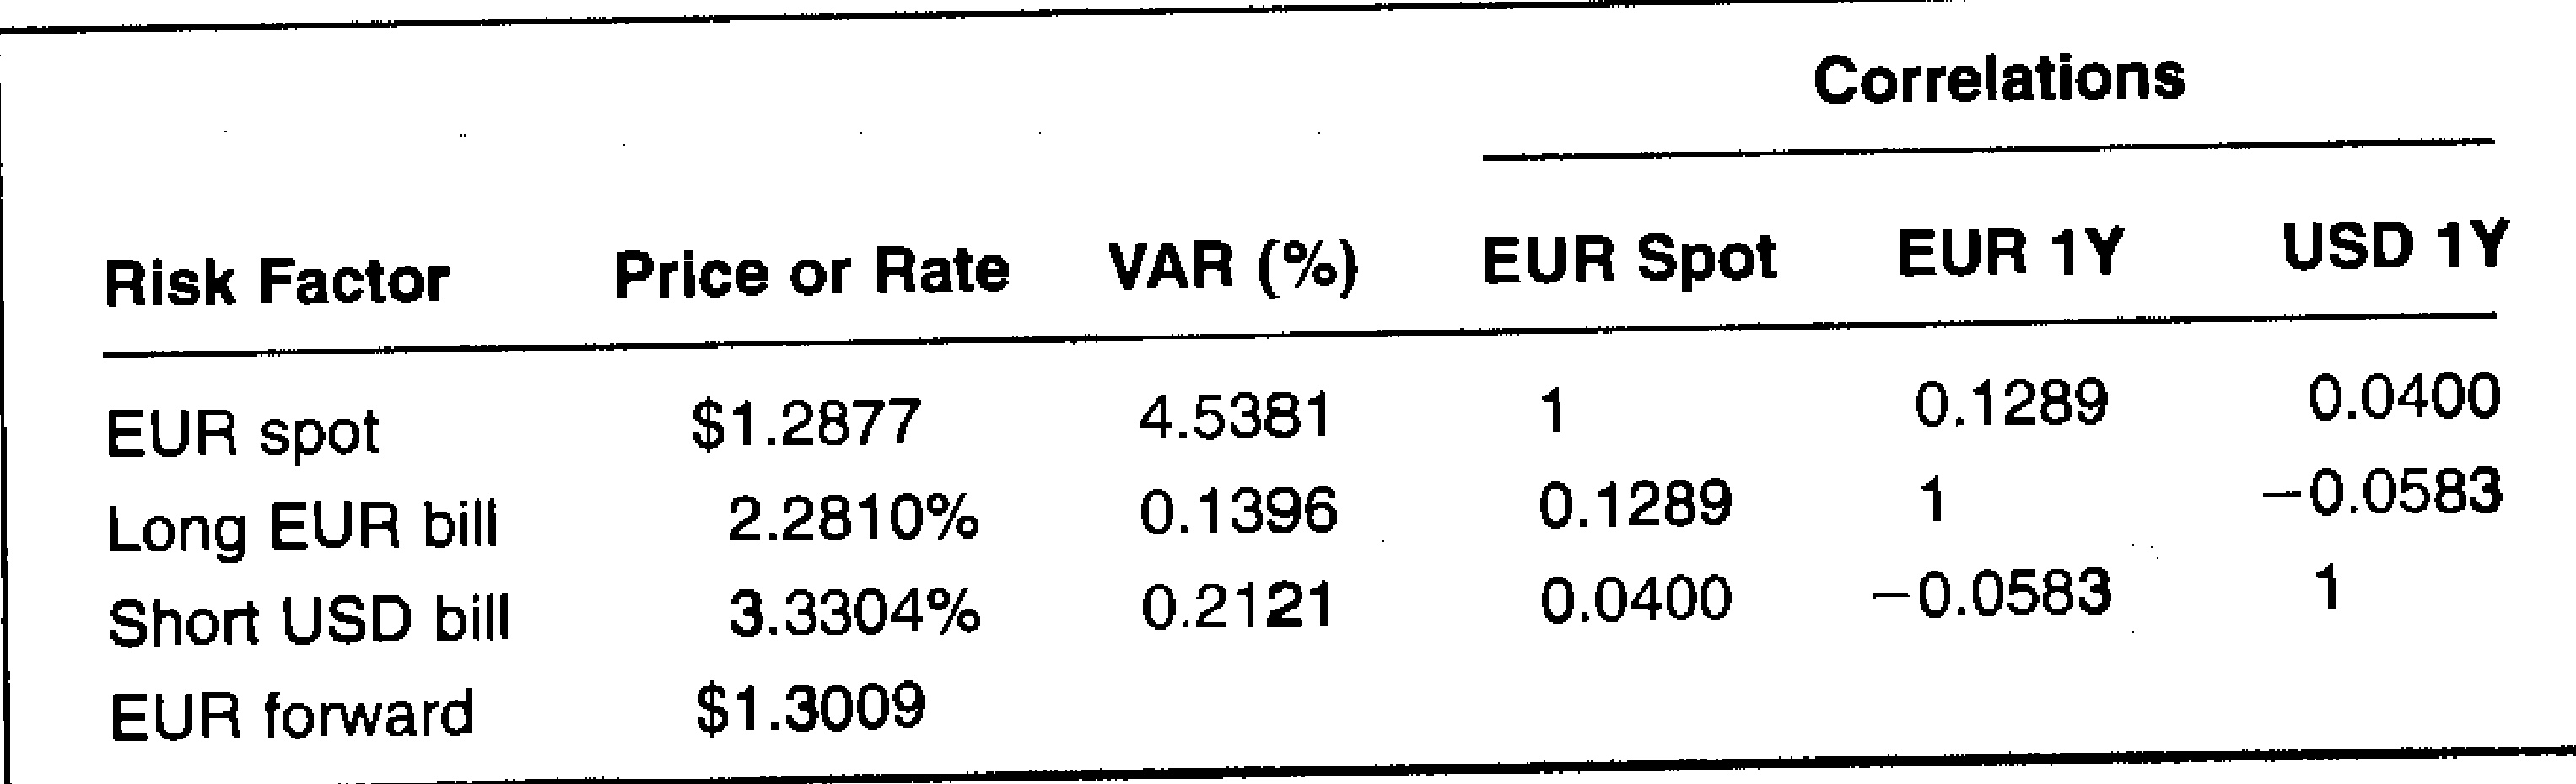 Correlations
Risk Factor Price or Rate VAR (%) EUR Spot EUR 1Y USD 1Y
EUR spot $1.2877 4.5381 1 0.1289 0.0400
Long EUR bill 2.2810% 0.1396 0.1289 1 −0.0583
Short USD bill 3.3304% 0.2121 0.0400 −0.0583 1
EUR forward $1.3009